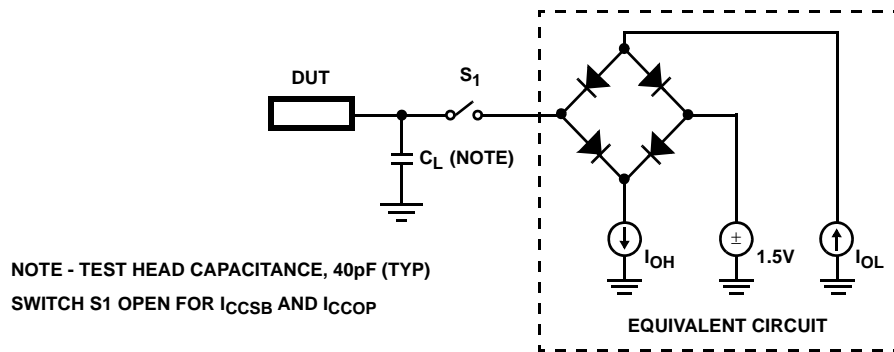 DUT
S1
CL (NOTE)
IOH
±
1.5V
IOL
NOTE - TEST HEAD CAPACITANCE, 40pF (TYP)
SWITCH S1 OPEN FOR ICCSB AND ICCOP
EQUIVALENT CIRCUIT